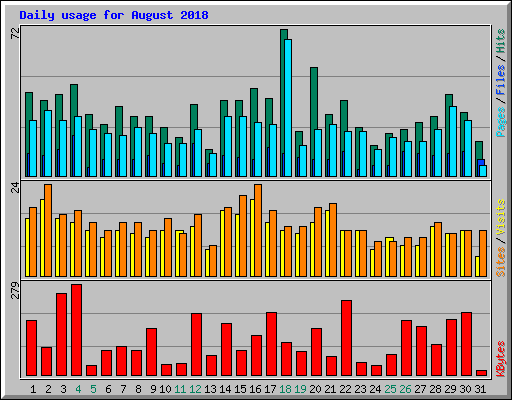 Daily usage for August 2018
72
Pages / Files / Hits
24
Sites / Visits
279
KBytes
1 2 3 4 5 6 7 8 9 10 11 12 13 14 15 16 17 18 19 20 21 22 23 24 25 26 27 28 29 30 31